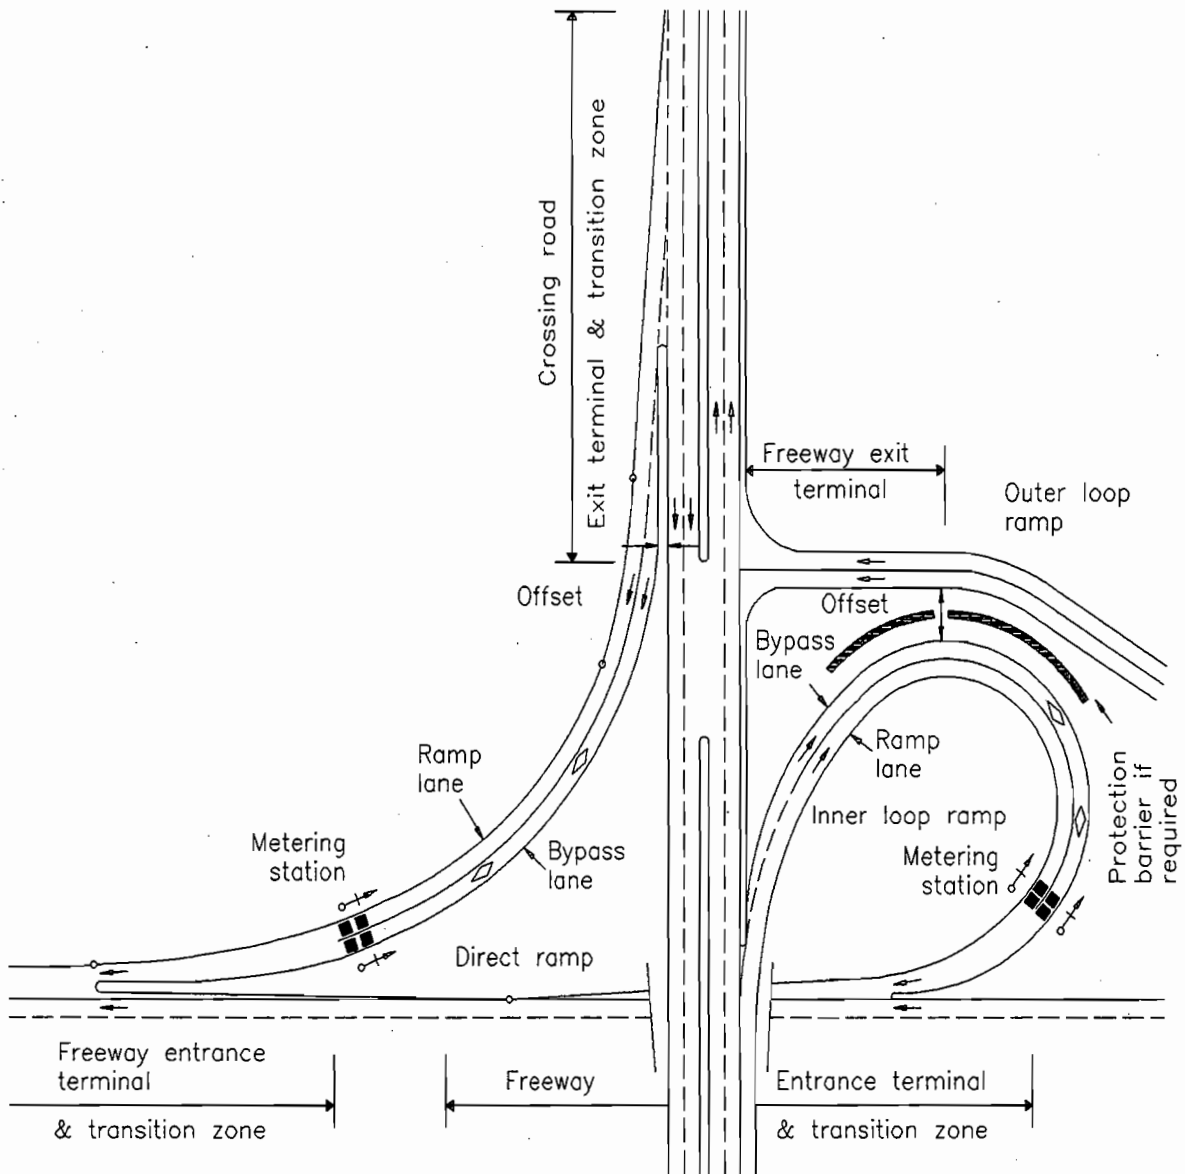 Crossing road
Exit terminal & transition zone
Freeway exit
terminal
Outer loop
ramp
Offset
Offset
Bypass
lane
Ramp
lane
Ramp
lane
Inner loop ramp
Protection
barrier if
required
Metering
station
Bypass
lane
Metering
station
Direct ramp
Freeway entrance
terminal
& transition zone
Freeway
Entrance terminal
& transition zone